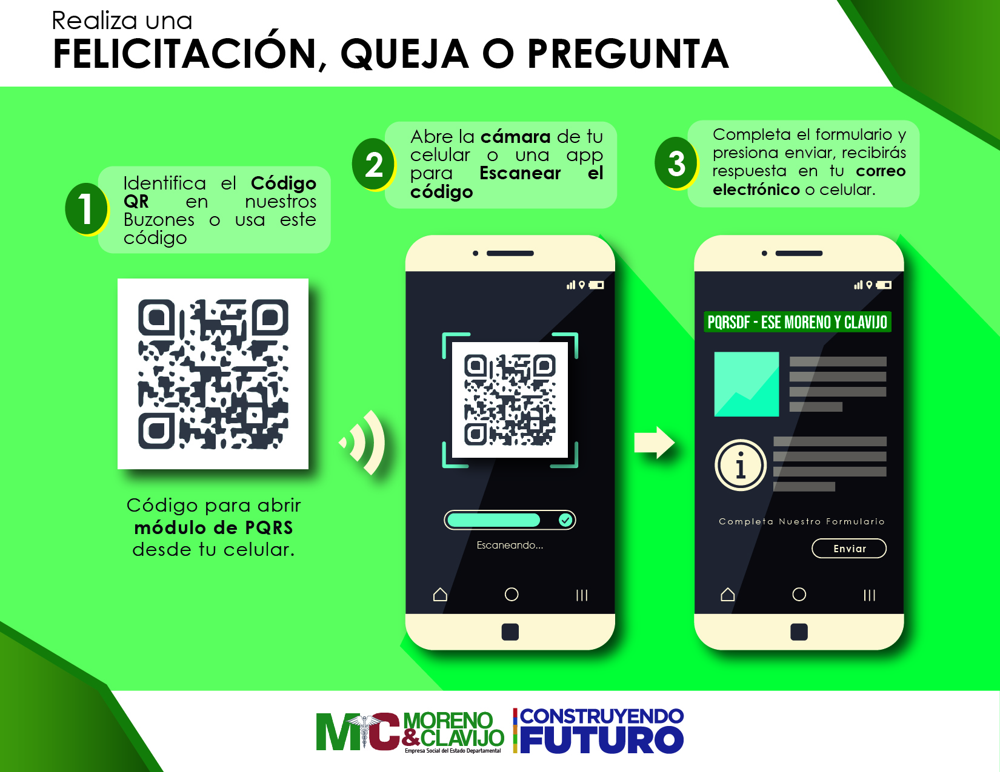 Realiza una
FELICITACIÓN, QUEJA O PREGUNTA
1
Identifica el Código
QR en nuestros
Buzones o usa este
código
Código para abrir
módulo de PQRS
desde tu celular.
2
Abre la cámara de tu
celular o una app
para Escanear el
código
Escaneando...
3
Completa el formulario y
presiona enviar, recibirás
respuesta en tu correo
electrónico o celular.
PQRSDF - ESE MORENO Y CLAVIJO
i
Completa Nuestro Formulario
Enviar
MC MORENO
&CLAVIJO
Empresa Social del Estado Departamental
CONSTRUYENDO
FUTURO